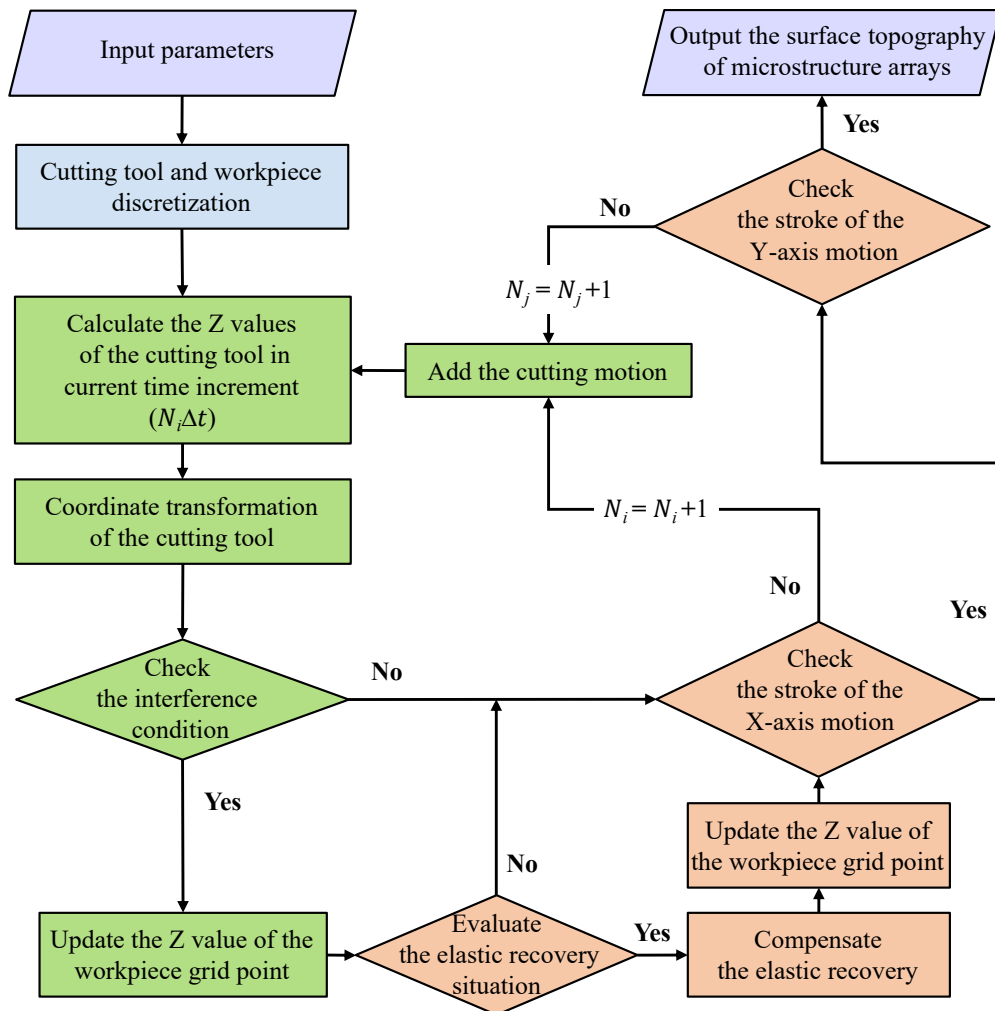 Input parameters
Output the surface topography
of microstructure arrays
Yes
Cutting tool and workpiece
discretization
Check
the stroke of the
Y-axis motion
No
N_j = N_j+1
Calculate the Z values
of the cutting tool in
current time increment
(N_iΔt)
Add the cutting motion
Coordinate transformation
of the cutting tool
N_i = N_i+1
No
Yes
Check
the interference
condition
No
Check
the stroke of the
X-axis motion
Yes
Update the Z value of
the workpiece grid point
No
Update the Z value of the
workpiece grid point
Evaluate
the elastic recovery
situation
Yes
Compensate
the elastic recovery